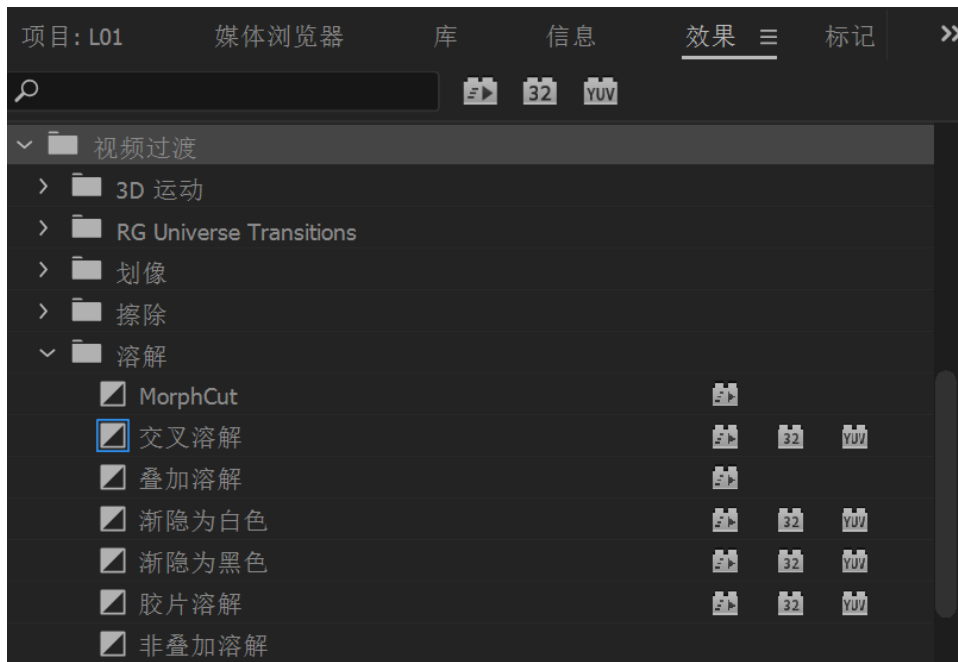 项目: L01 媒体浏览器 库 信息 效果 标记
32 YUV
视频过渡
3D 运动
RG Universe Transitions
划像
擦除
溶解
MorphCut
交叉溶解 32 YUV
叠加溶解
渐隐为白色 32 YUV
渐隐为黑色 32 YUV
胶片溶解 32 YUV
非叠加溶解